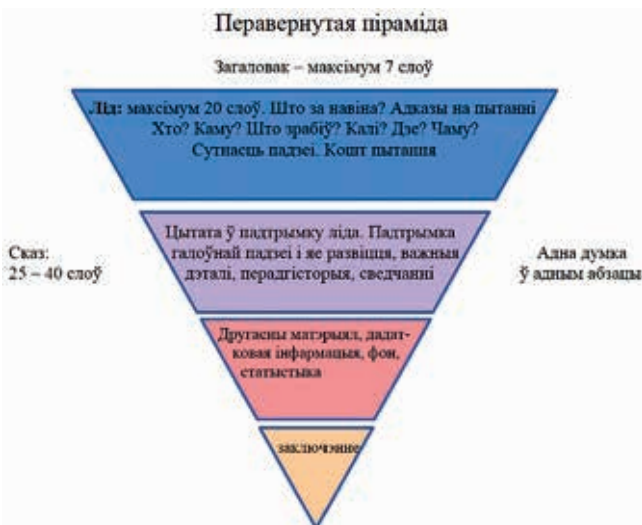 Перавернутая піраміда
Загаловак – максімум 7 слоў
Лід: максімум 20 слоў. Што за навіна? Адказы на пытанні
Хто? Каму? Што зрабіў? Калі? Дзе? Чаму?
Сутнасць падзеі. Кошт пытання
Цытата ў падтрымку ліда. Падтрымка
галоўнай падзеі і яе развіцця, важныя
дэталі, перадгісторыя, сведчанні
Сказ:
25 – 40 слоў
Адна думка
ў адным абзацы
Другасны матэрыял, дадат-
ковая інфармацыя, фон,
статыстыка
заключэнне